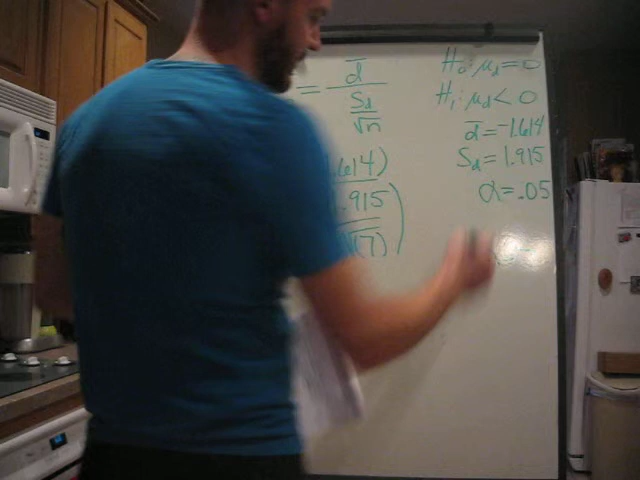 H₀: μd = 0
H₁: μd < 0
d̄ = -1.614
Sd = 1.915
α = .05
= d̄
Sd
√n
.614)
.915
√(7) )